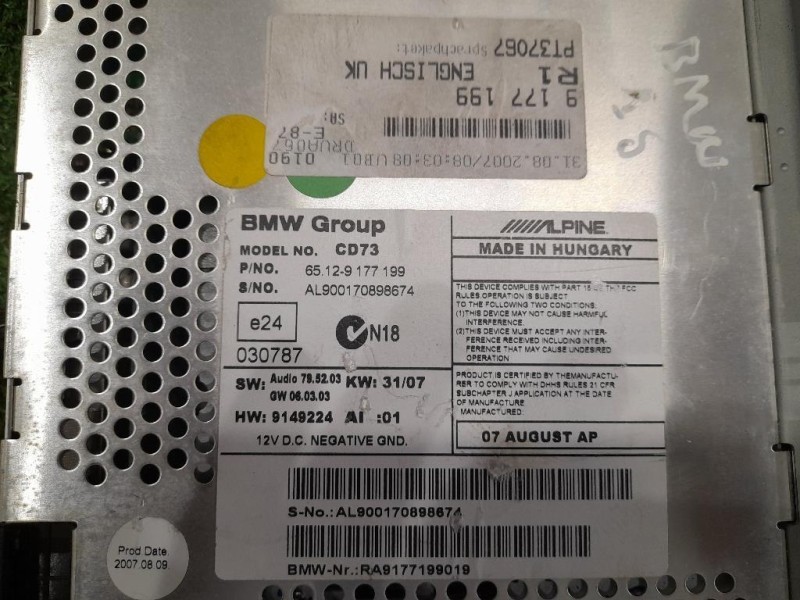 PT37067 Sprachpaket:
R1 ENGLISCH UK
9 177 199
SA:
E-87
DRUA067
0190
31.08.2007/08:03:08
BMW
BMW Group
MODEL NO. CD73
P/NO. 65.12-9 177 199
S/NO. AL900170898674
e24
030787
N18
SW: Audio 79.52.03 KW: 31/07
GW 06.03.03
HW: 9149224 AI :01
12V D.C. NEGATIVE GND.
ALPINE
MADE IN HUNGARY
THIS DEVICE COMPLIES WITH PART 15 THE FCC
RULES.OPERATION IS SUBJECT
TO THE FOLLOWING TWO CONDITIONS.
(1)THIS DEVICE MAY NOT CAUSE HARMFUL
INTERFERENCE.
(2)THIS DEVICE MUST ACCEPT ANY INTER-
FERENCE RECEIVED INCLUDING INTER-
FERENCE THAT MAY CAUSE UNDESIRED
OPERATION
PRODUCT IS CERTIFIED BY THEMANUFACTU-
RER TO COMPLY WITH DHHS RULES 21 CFR
SUBCHAPTER J APPLICATION AT THE DATE
OF MANUFACTURE
MANUFACTURED:
07 AUGUST AP
S-No.: AL900170898674
BMW-Nr.: RA9177199019
Prod Date.
2007.08.09.